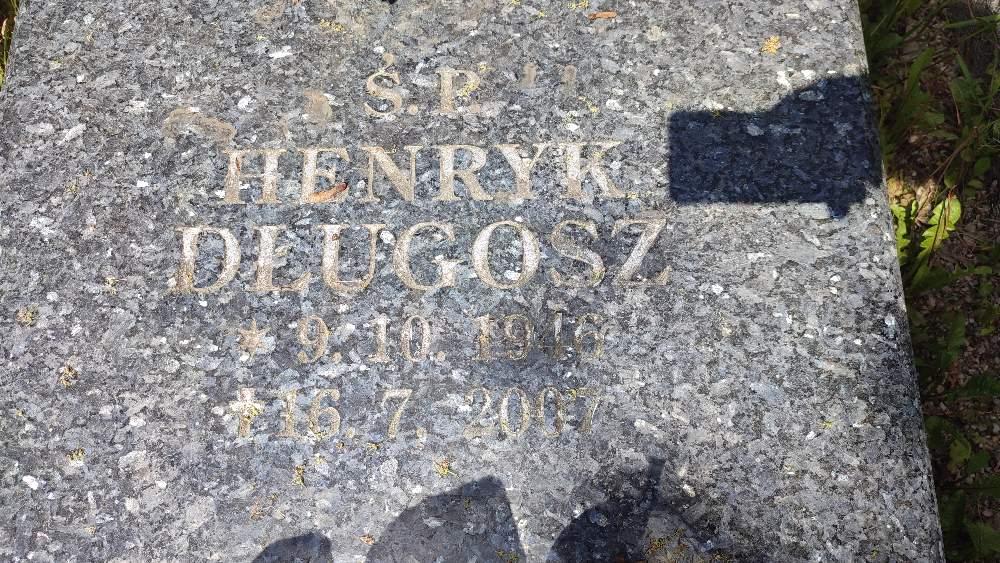 Ś.P.
HENRYK
DŁUGOSZ
* 9. 10. 1946
† 16. 7. 2007